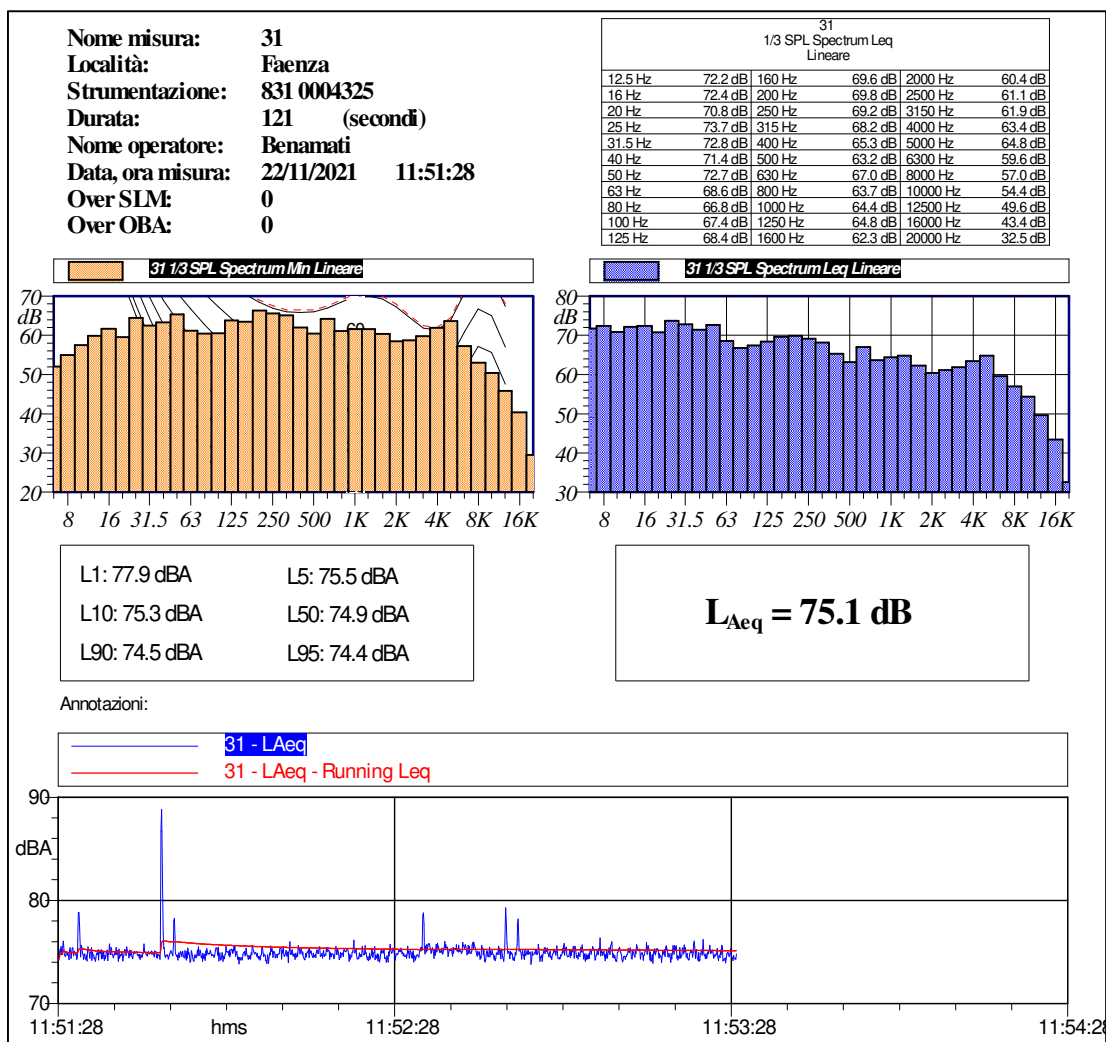 Nome misura: 31
Località: Faenza
Strumentazione: 831 0004325
Durata: 121 (secondi)
Nome operatore: Benamati
Data, ora misura: 22/11/2021 11:51:28
Over SLM: 0
Over OBA: 0
31
1/3 SPL Spectrum Leq
Lineare
12.5 Hz 72.2 dB 160 Hz 69.6 dB 2000 Hz 60.4 dB
16 Hz 72.4 dB 200 Hz 69.8 dB 2500 Hz 61.1 dB
20 Hz 70.8 dB 250 Hz 69.2 dB 3150 Hz 61.9 dB
25 Hz 73.7 dB 315 Hz 68.2 dB 4000 Hz 63.4 dB
31.5 Hz 72.8 dB 400 Hz 65.3 dB 5000 Hz 64.8 dB
40 Hz 71.4 dB 500 Hz 63.2 dB 6300 Hz 59.6 dB
50 Hz 72.7 dB 630 Hz 67.0 dB 8000 Hz 57.0 dB
63 Hz 68.6 dB 800 Hz 63.7 dB 10000 Hz 54.4 dB
80 Hz 66.8 dB 1000 Hz 64.4 dB 12500 Hz 49.6 dB
100 Hz 67.4 dB 1250 Hz 64.8 dB 16000 Hz 43.4 dB
125 Hz 68.4 dB 1600 Hz 62.3 dB 20000 Hz 32.5 dB
31 1/3 SPL Spectrum Min Lineare
70
dB
60
50
40
30
20
8 16 31.5 63 125 250 500 1K 2K 4K 8K 16K
31 1/3 SPL Spectrum Leq Lineare
80
dB
70
60
50
40
30
8 16 31.5 63 125 250 500 1K 2K 4K 8K 16K
L1: 77.9 dBA L5: 75.5 dBA
L10: 75.3 dBA L50: 74.9 dBA
L90: 74.5 dBA L95: 74.4 dBA
LAeq = 75.1 dB
Annotazioni:
31 - LAeq
31 - LAeq - Running Leq
90
dBA
80
70
11:51:28 hms 11:52:28 11:53:28 11:54:28